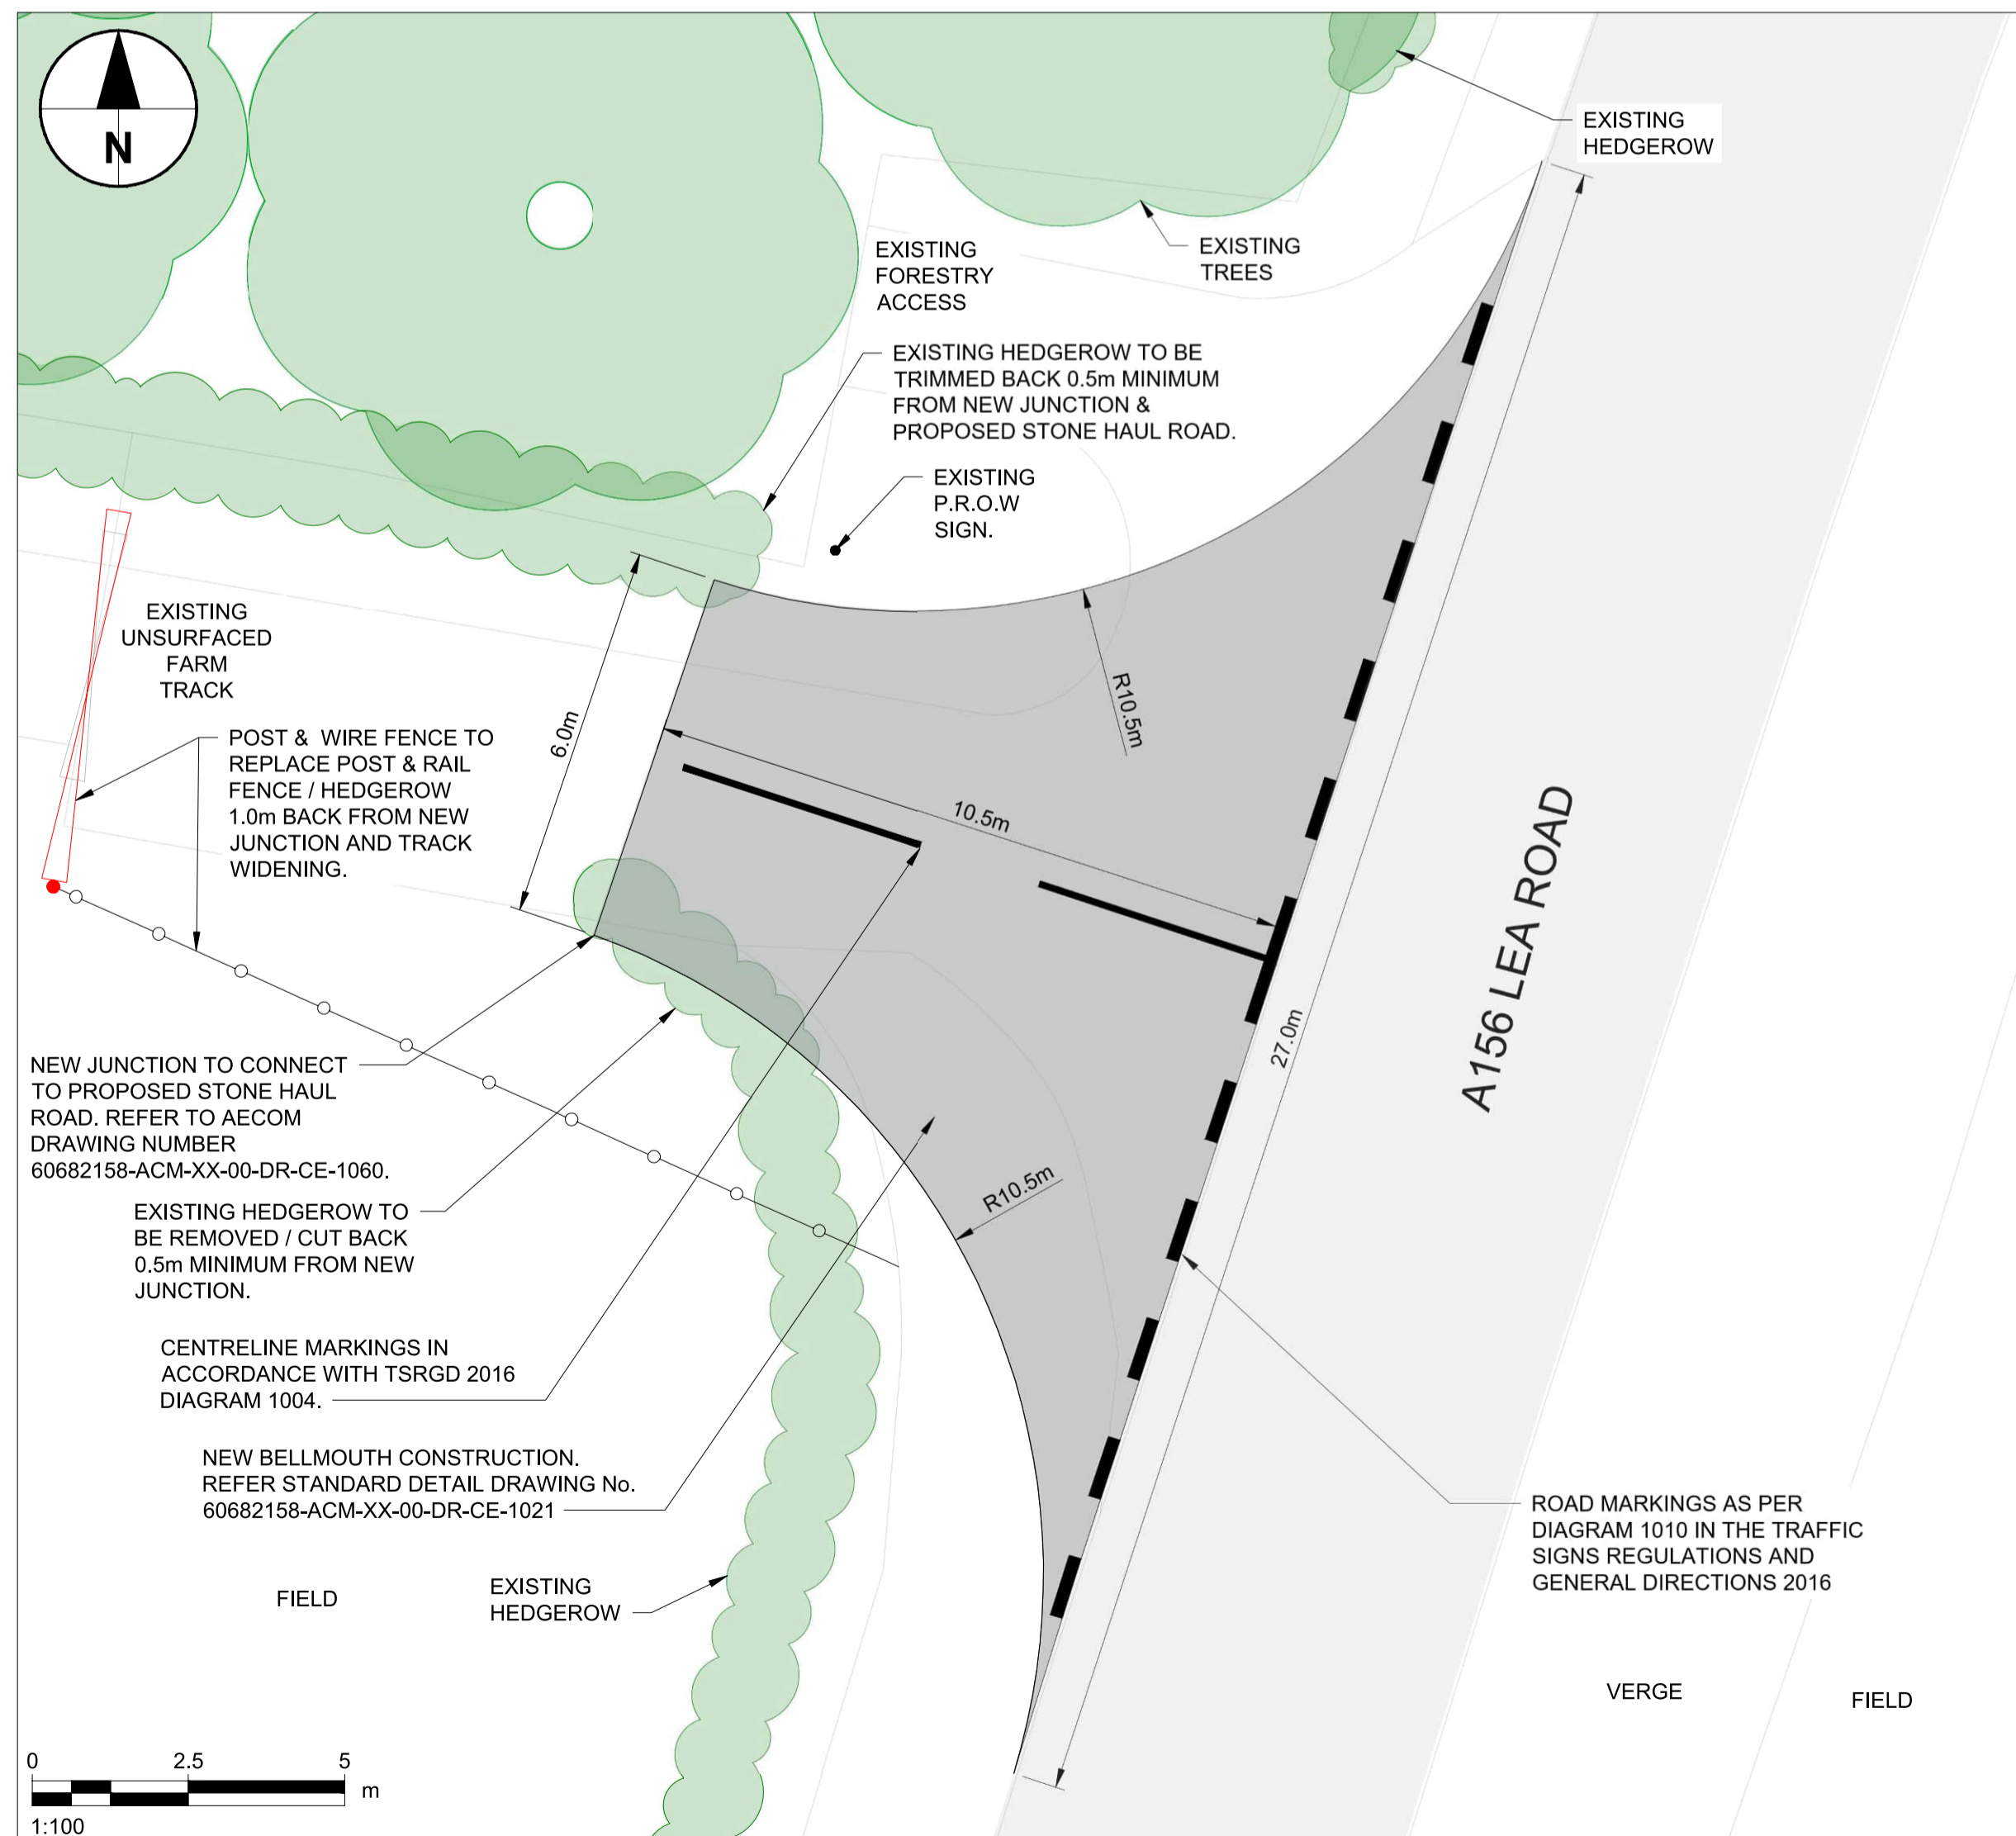 N
EXISTING
HEDGEROW
EXISTING
TREES
EXISTING
FORESTRY
ACCESS
EXISTING HEDGEROW TO BE
TRIMMED BACK 0.5m MINIMUM
FROM NEW JUNCTION &
PROPOSED STONE HAUL ROAD.
EXISTING
P.R.O.W
SIGN.
EXISTING
UNSURFACED
FARM
TRACK
POST & WIRE FENCE TO
REPLACE POST & RAIL
FENCE / HEDGEROW
1.0m BACK FROM NEW
JUNCTION AND TRACK
WIDENING.
6.0m
R10.5m
10.5m
A156 LEA ROAD
27.0m
R10.5m
NEW JUNCTION TO CONNECT
TO PROPOSED STONE HAUL
ROAD. REFER TO AECOM
DRAWING NUMBER
60682158-ACM-XX-00-DR-CE-1060.
EXISTING HEDGEROW TO
BE REMOVED / CUT BACK
0.5m MINIMUM FROM NEW
JUNCTION.
CENTRELINE MARKINGS IN
ACCORDANCE WITH TSRGD 2016
DIAGRAM 1004.
NEW BELLMOUTH CONSTRUCTION.
REFER STANDARD DETAIL DRAWING No.
60682158-ACM-XX-00-DR-CE-1021
ROAD MARKINGS AS PER
DIAGRAM 1010 IN THE TRAFFIC
SIGNS REGULATIONS AND
GENERAL DIRECTIONS 2016
FIELD
EXISTING
HEDGEROW
VERGE
FIELD
0 2.5 5
m
1:100